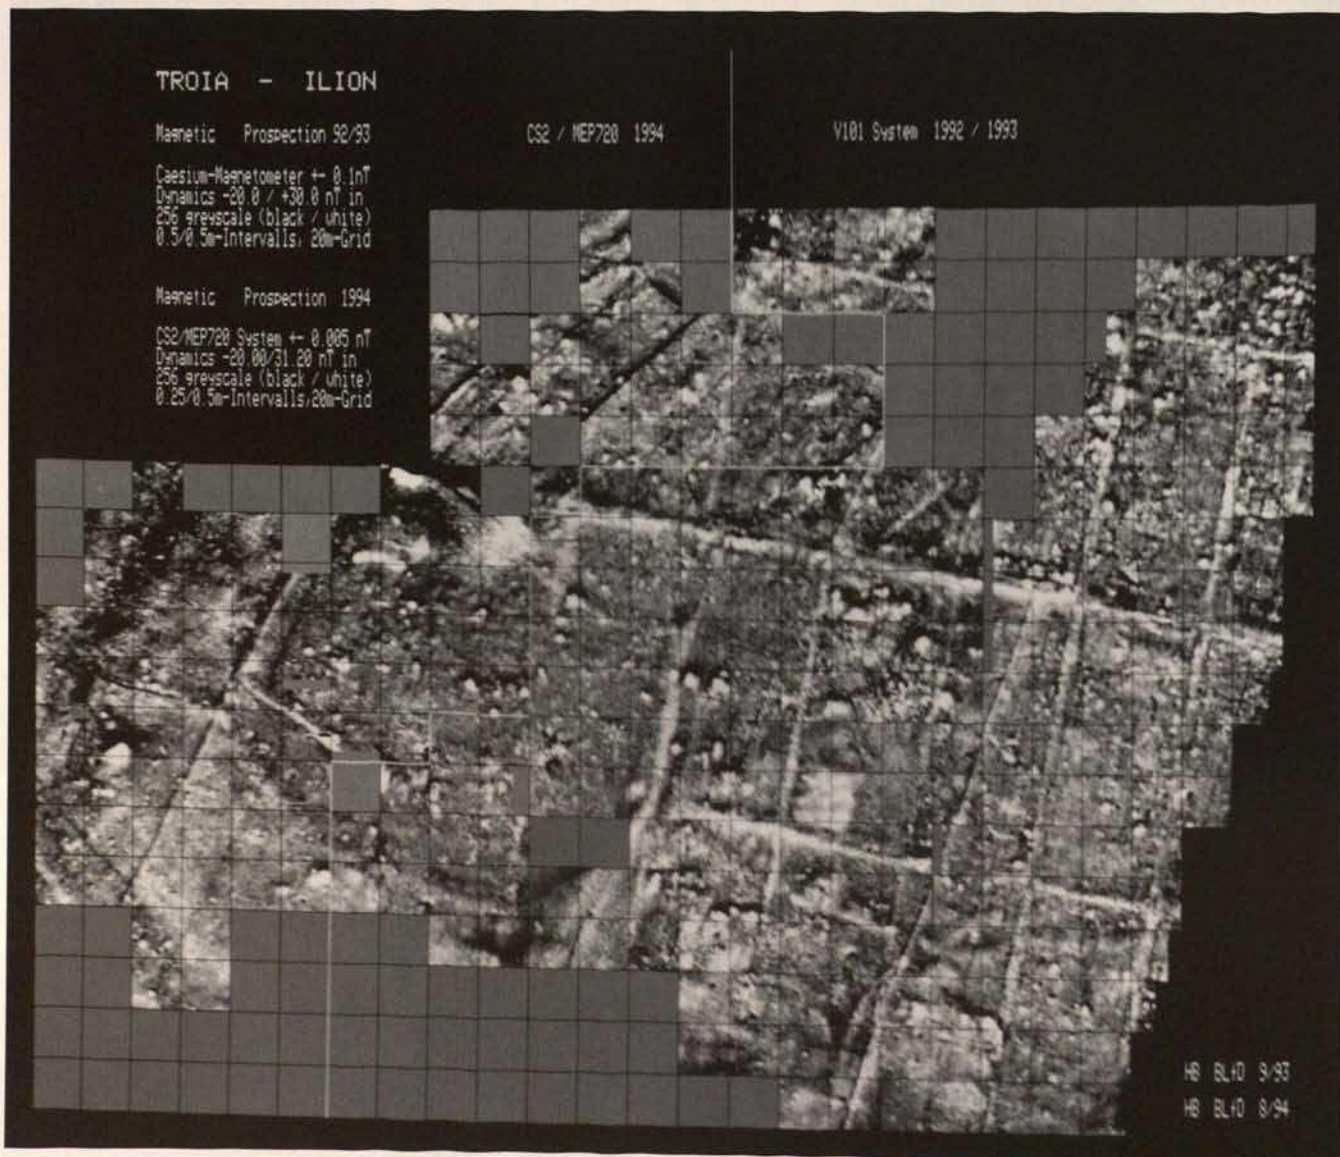 TROIA - ILION
Magnetic Prospection 92/93
Caesium-Magnetometer +- 0.1nT
Dynamics -20.0 / +30.0 nT in
256 greyscale (black / white)
0.5/0.5m-Intervalls, 20m-Grid
Magnetic Prospection 1994
CS2/MEP720 System +- 0.005 nT
Dynamics -20.00/31.20 nT in
256 greyscale (black / white)
0.25/0.5m-Intervalls,20m-Grid
CS2 / MEP720 1994
V101 System 1992 / 1993
HB BLfD 9/93
HB BLfD 8/94